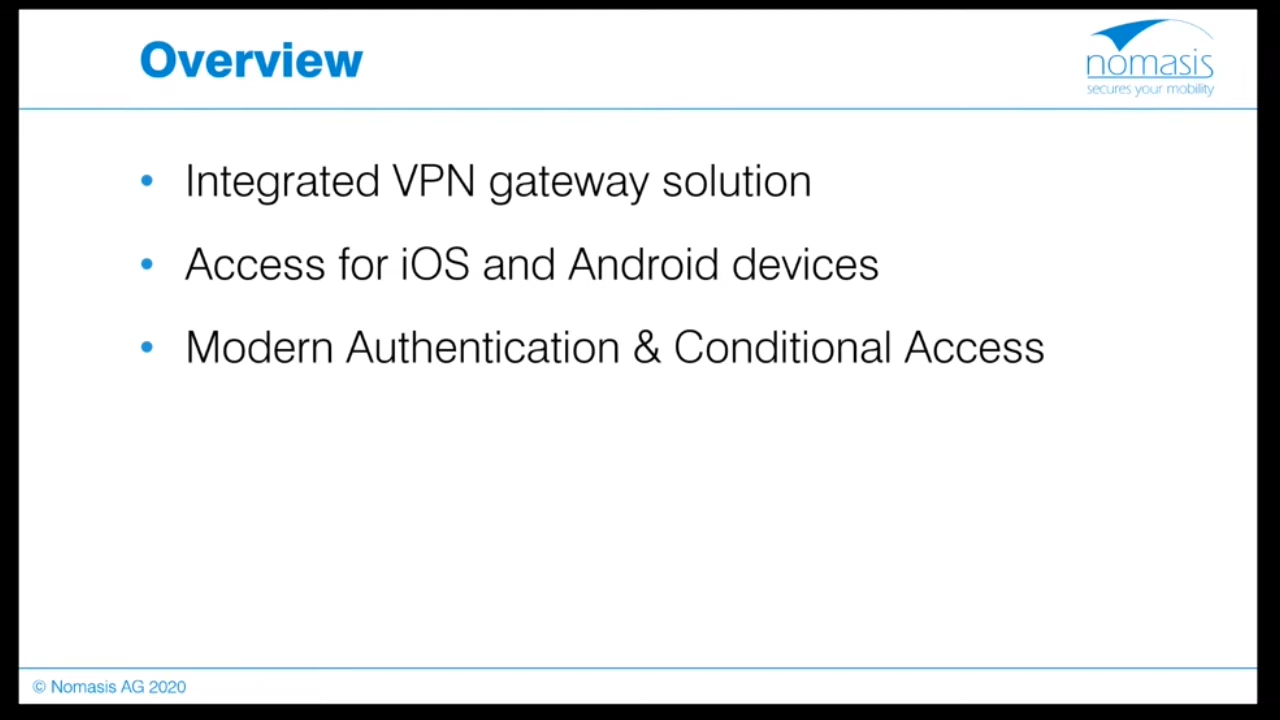 Overview
nomasis
secures your mobility
• Integrated VPN gateway solution
• Access for iOS and Android devices
• Modern Authentication & Conditional Access
© Nomasis AG 2020